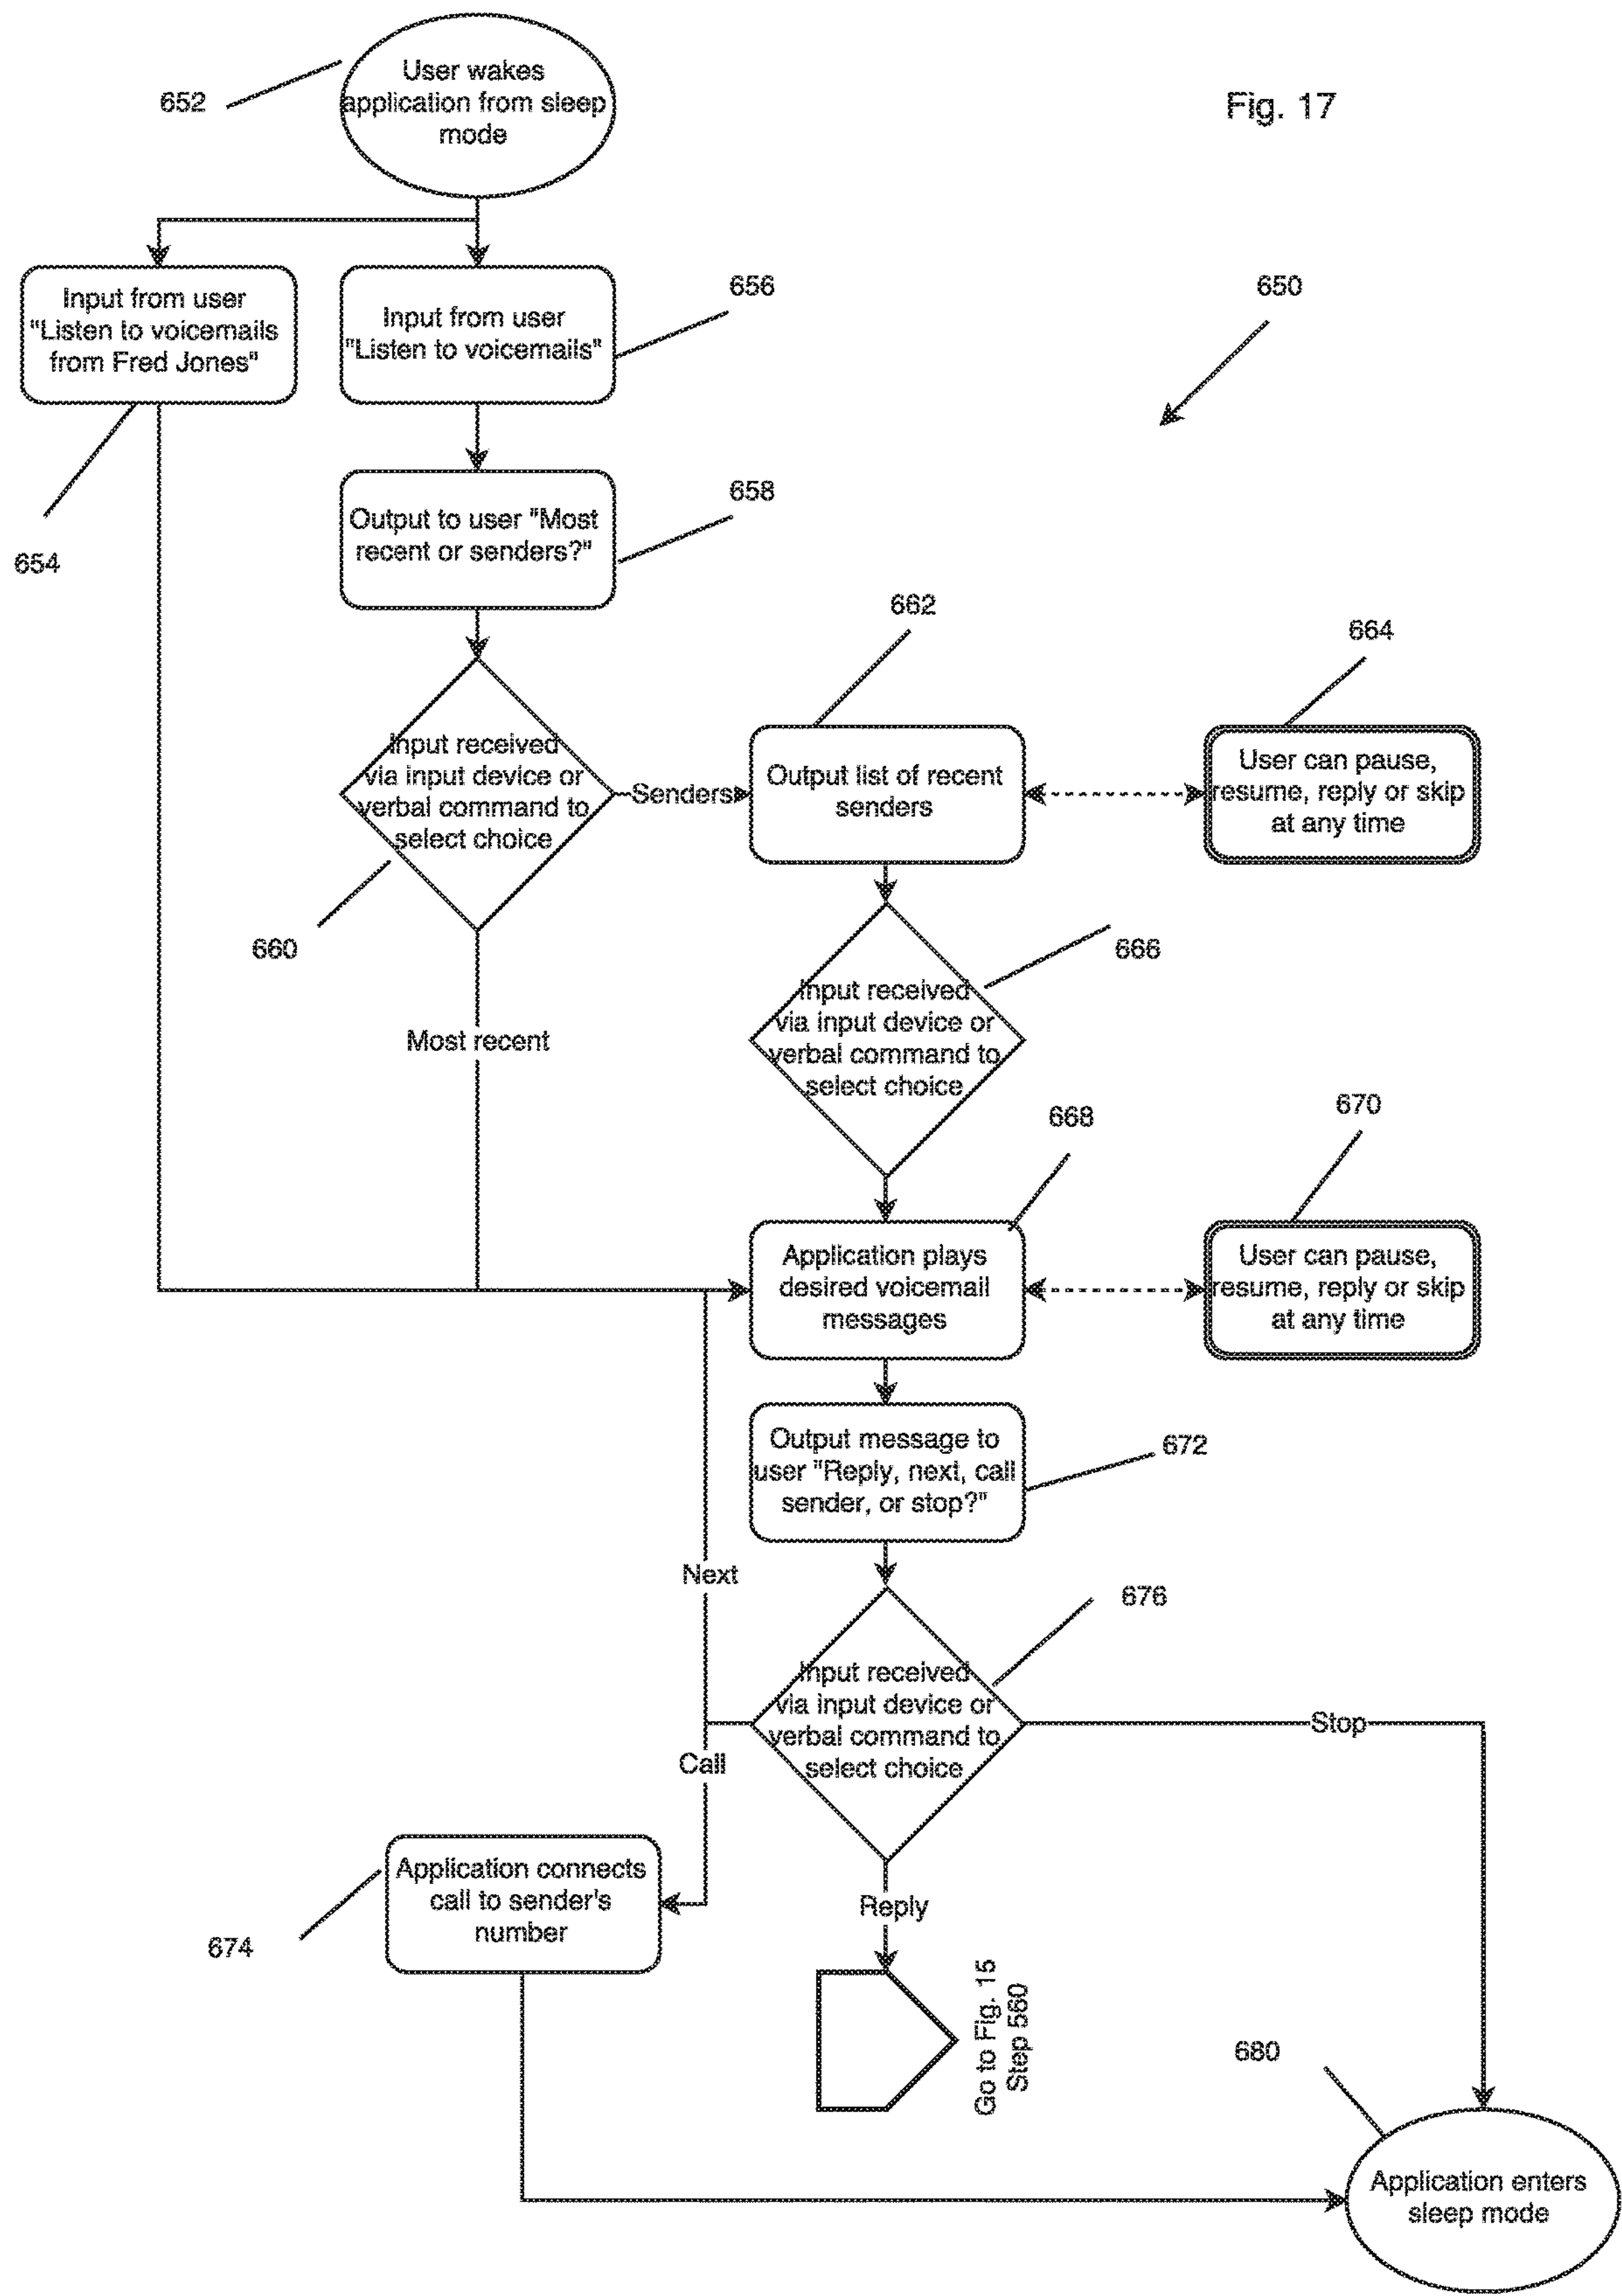 Fig. 17
652
User wakes
application from sleep
mode
650
Input from user
"Listen to voicemails
from Fred Jones"
654
Input from user
"Listen to voicemails"
656
Output to user "Most
recent or senders?"
658
Input received
via input device or
verbal command to
select choice
660
Senders
Most recent
662
Output list of recent
senders
664
User can pause,
resume, reply or skip
at any time
Input received
via input device or
verbal command to
select choice
666
668
Application plays
desired voicemail
messages
670
User can pause,
resume, reply or skip
at any time
Output message to
user "Reply, next, call
sender, or stop?"
672
Next
676
Input received
via input device or
verbal command to
select choice
Stop
Call
Application connects
call to sender's
number
674
Reply
Go to Fig. 15
Step 560
680
Application enters
sleep mode